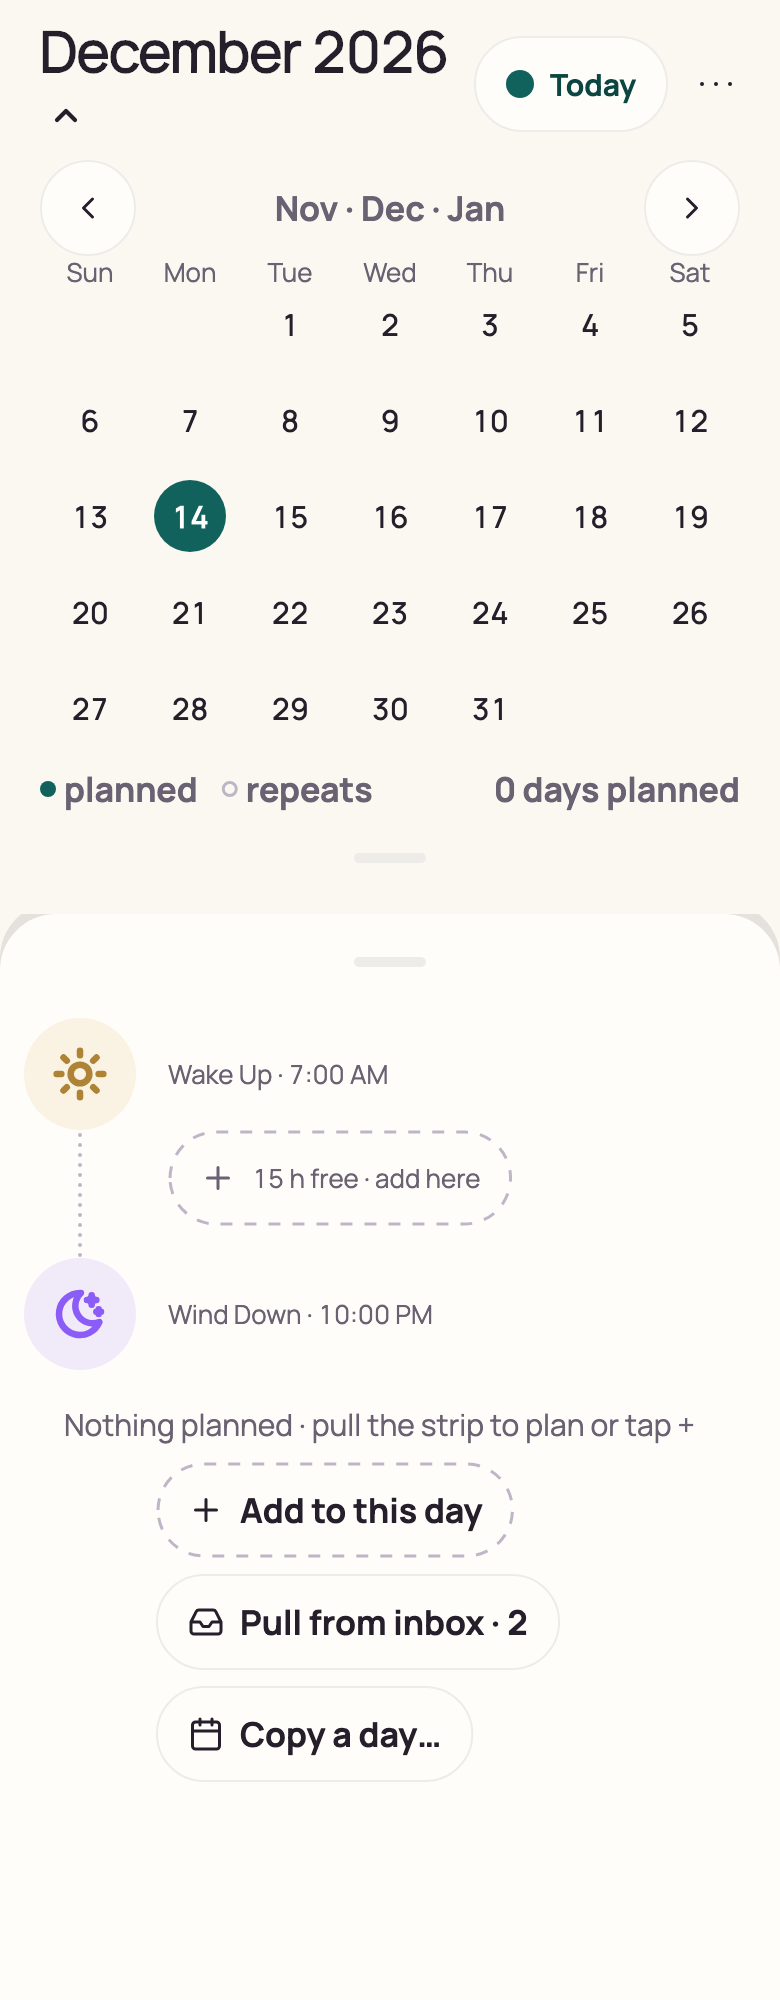 December 2026
Today
...
Nov · Dec · Jan
Sun Mon Tue Wed Thu Fri Sat
1 2 3 4 5
6 7 8 9 10 11 12
13 14 15 16 17 18 19
20 21 22 23 24 25 26
27 28 29 30 31
planned repeats 0 days planned
Wake Up · 7:00 AM
+ 15 h free · add here
Wind Down · 10:00 PM
Nothing planned · pull the strip to plan or tap +
+ Add to this day
Pull from inbox · 2
Copy a day...